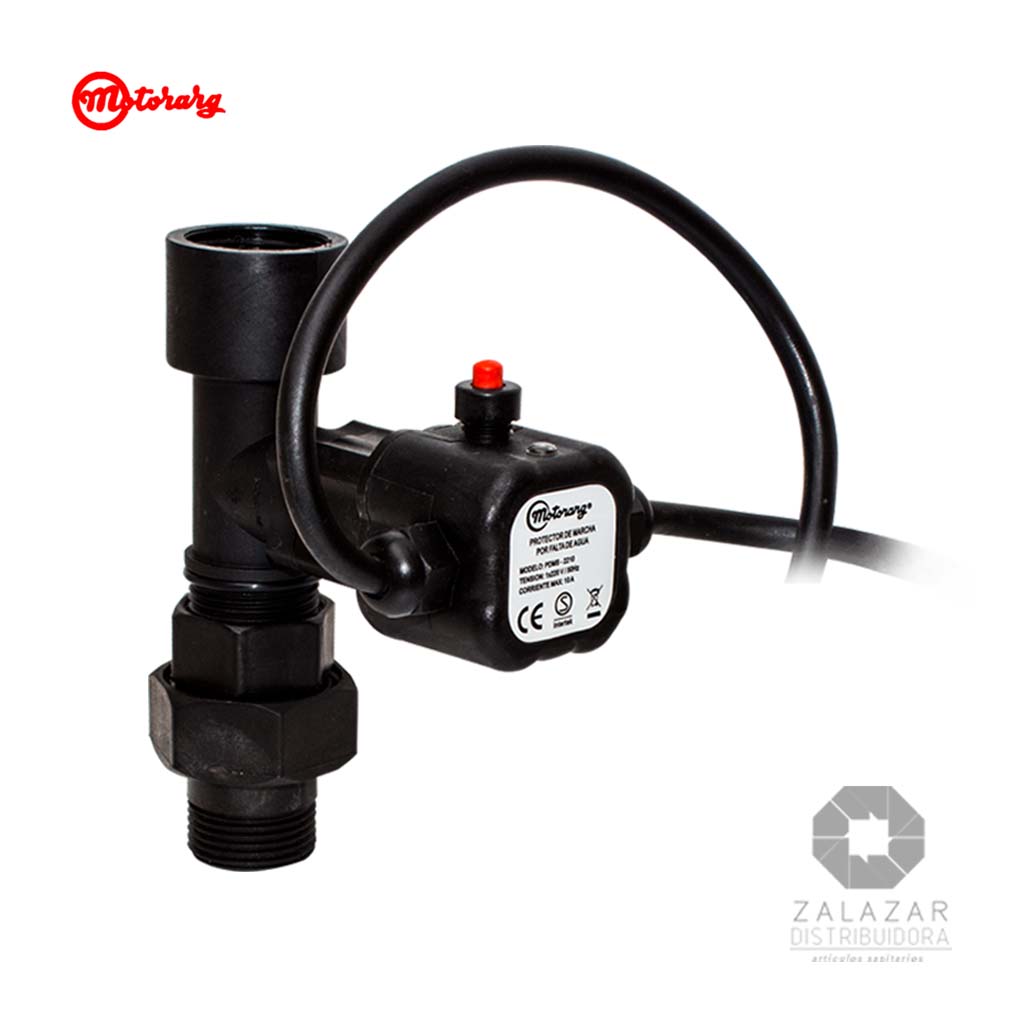 Motorarg
Motorarg®
PROTECTOR DE MARCHA
POR FALTA DE AGUA
MODELO: PDMB - 2210
TENSION: 1x220 V / 50Hz
CORRIENTE MAX: 10 A
CE
S
Intertek
ZALAZAR
DISTRIBUIDORA
artículos sanitarios